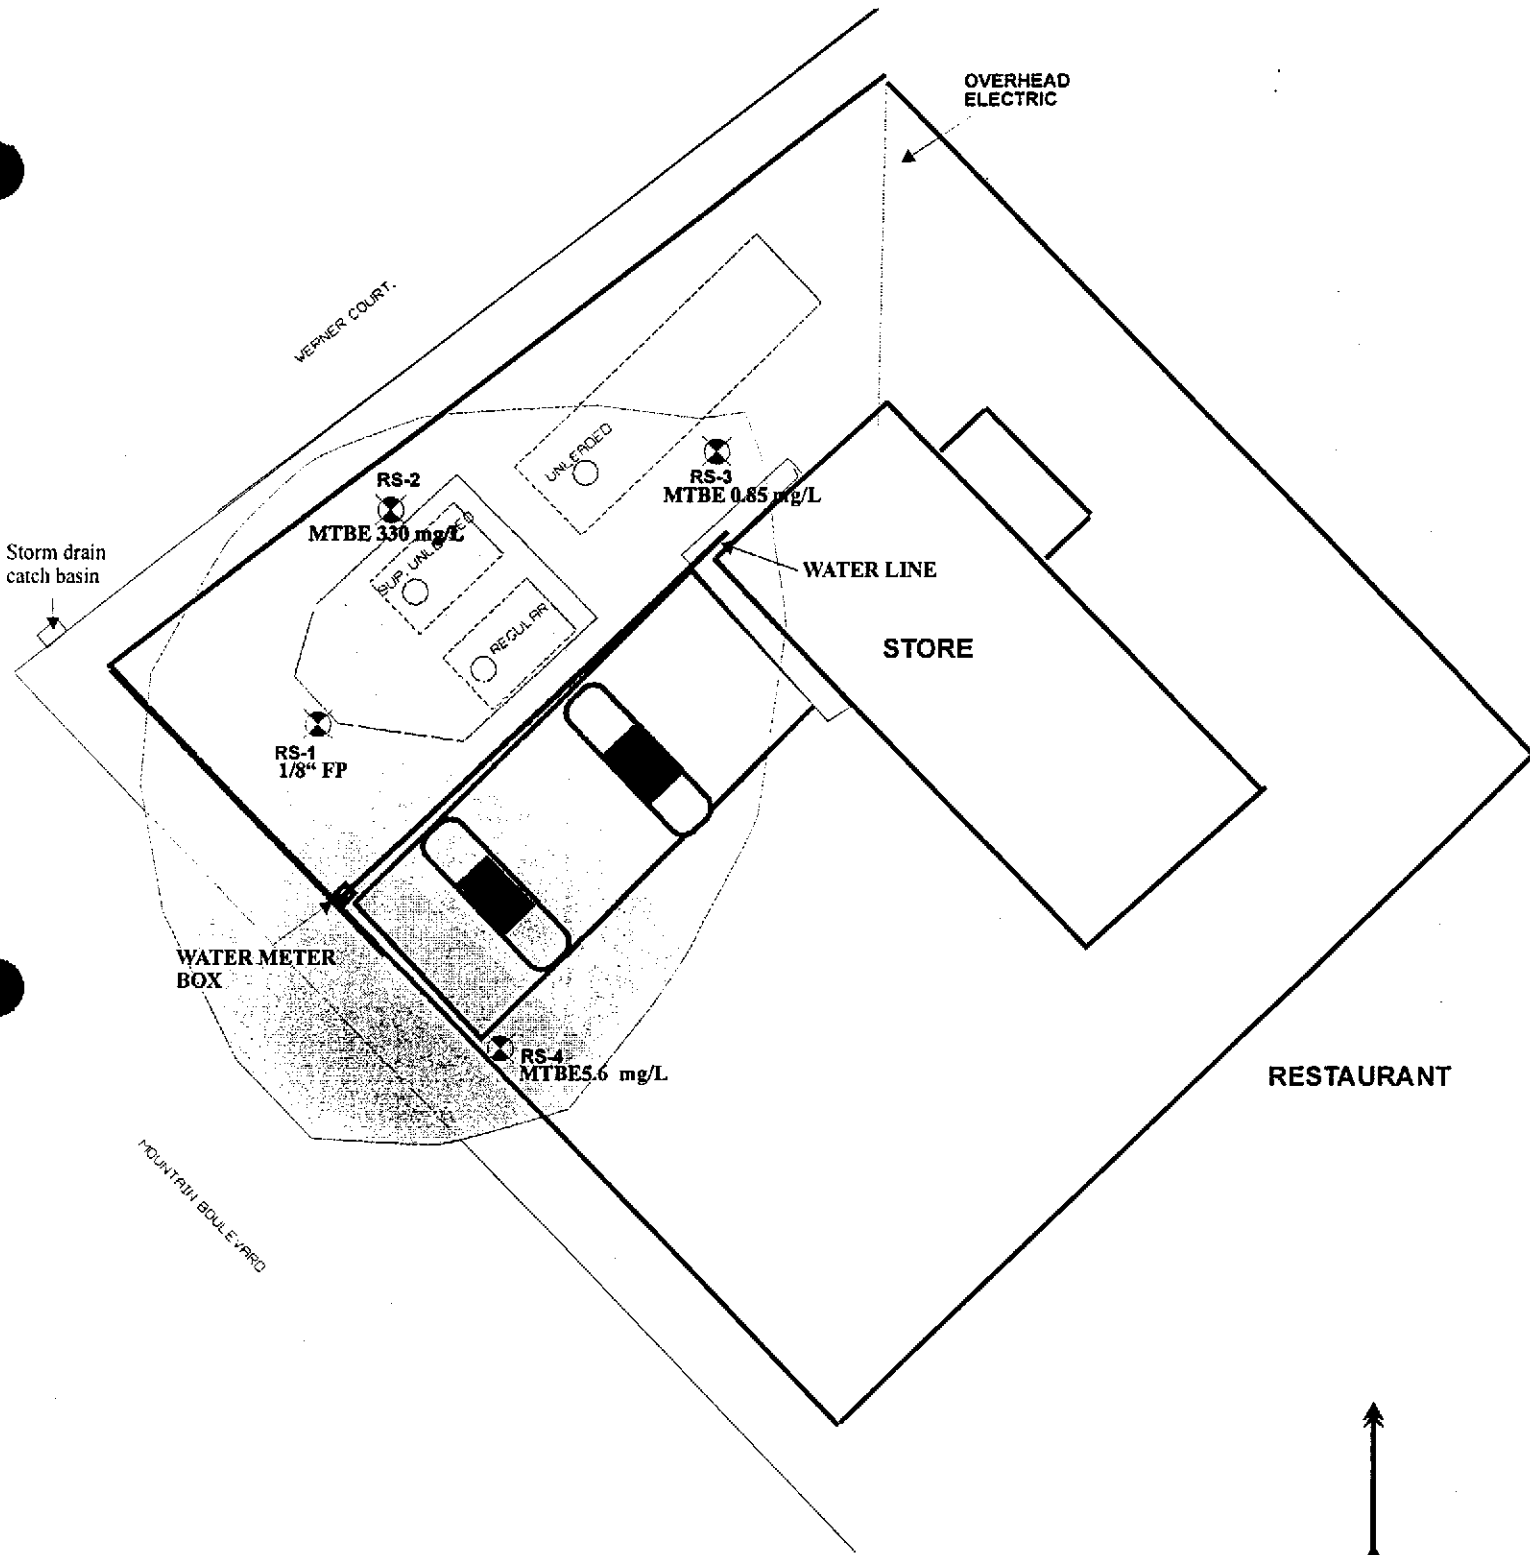 OVERHEAD
ELECTRIC
WERNER COURT.
UNLEADED
RS-3
MTBE 0.85 mg/L
RS-2
MTBE 330 mg/L
SUP. UNLEADED
Storm drain
catch basin
WATER LINE
REGULAR
STORE
RS-1
1/8“ FP
WATER METER
BOX
RS-4
MTBE5.6 mg/L
RESTAURANT
MOUNTAIN BOULEVARD